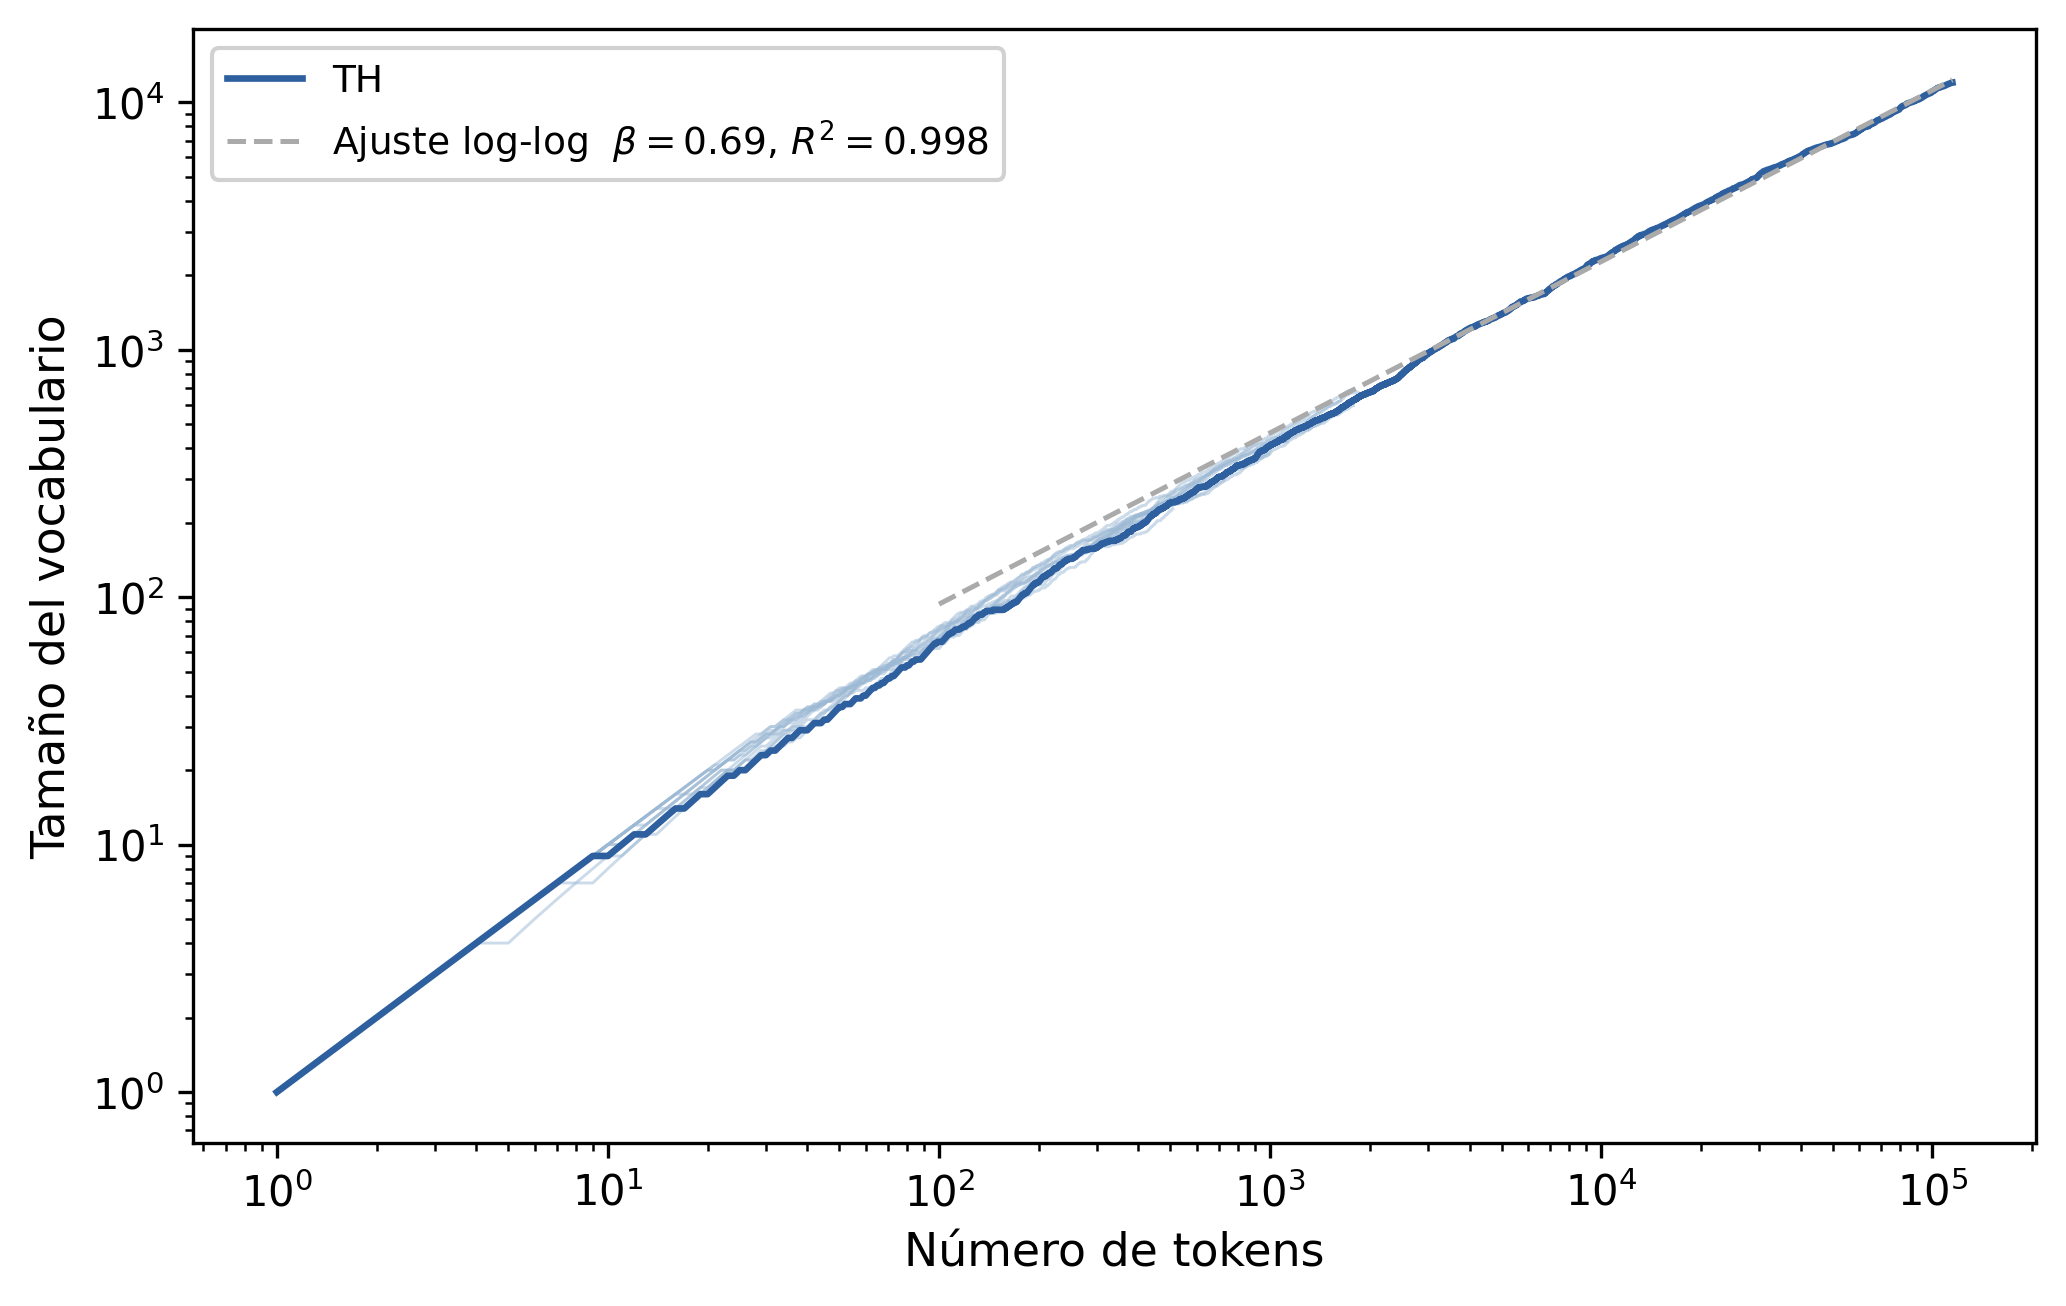 TH
Ajuste log-log β = 0.69, R² = 0.998
Tamaño del vocabulario
10⁴
10³
10²
10¹
10⁰
10⁰ 10¹ 10² 10³ 10⁴ 10⁵
Número de tokens